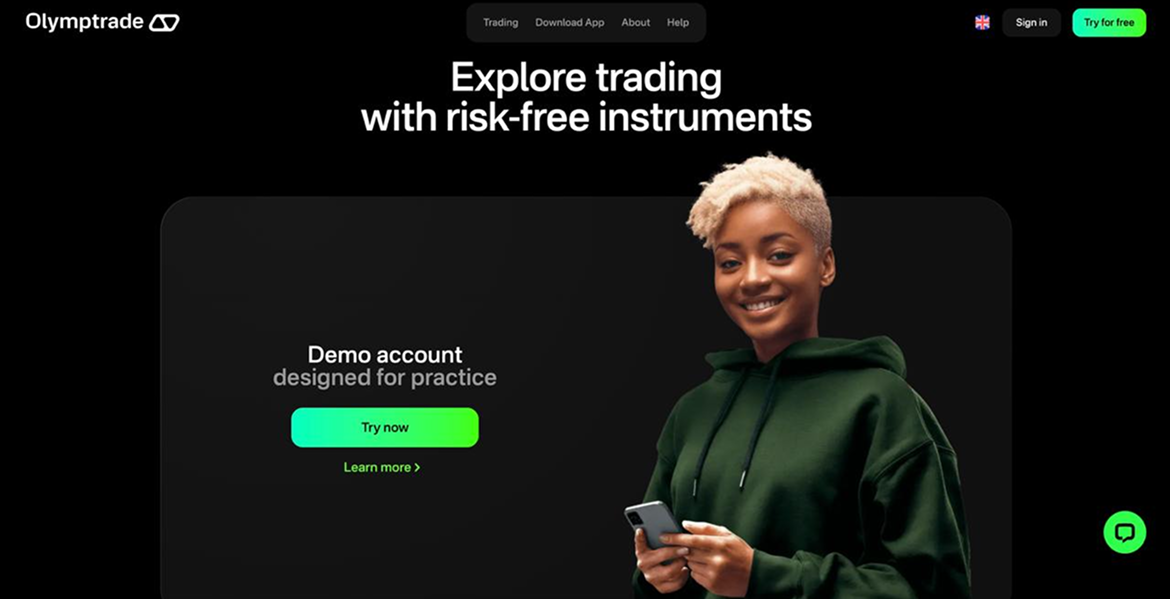 Olymptrade
Trading Download App About Help
Sign in
Try for free
Explore trading
with risk-free instruments
Demo account
designed for practice
Try now
Learn more